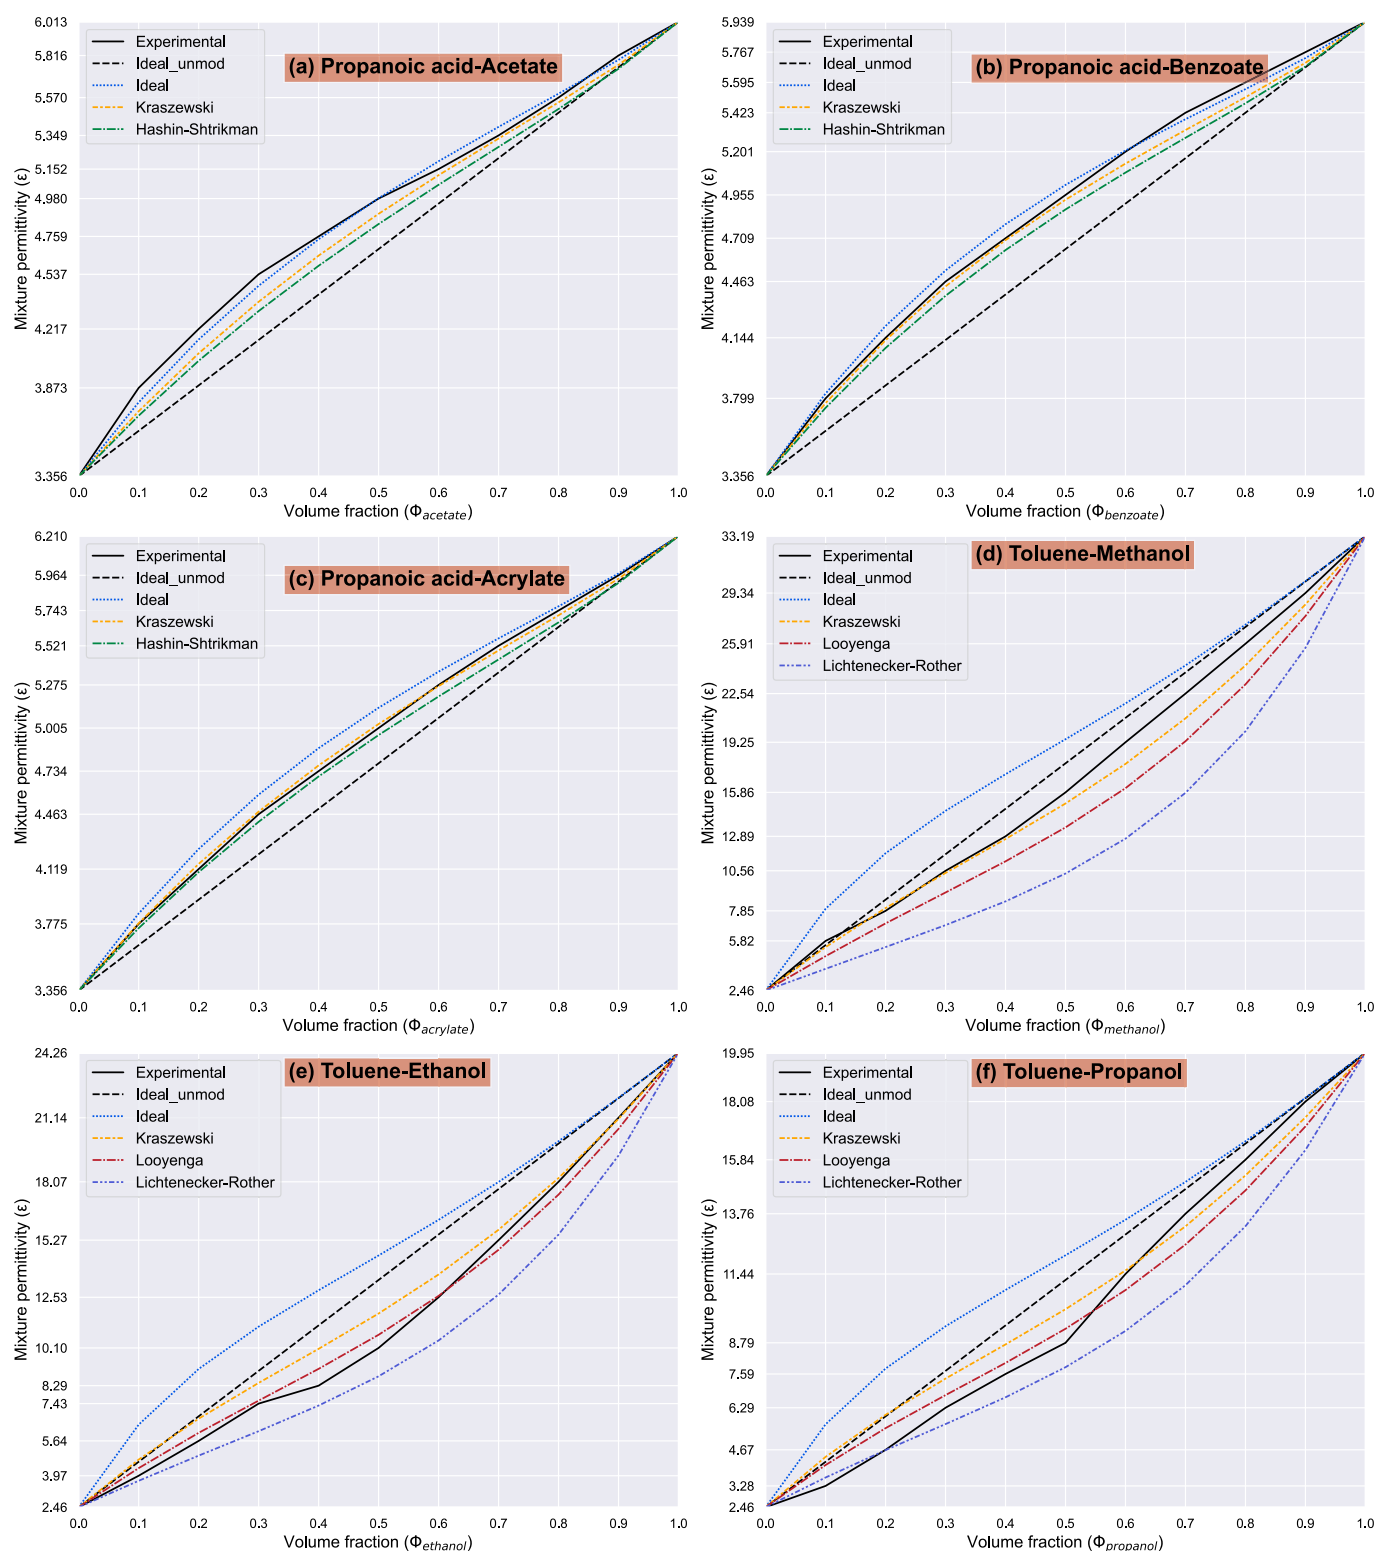 (a) Propanoic acid-Acetate
Experimental
Ideal_unmod
Ideal
Kraszewski
Hashin-Shtrikman
Mixture permittivity (ε)
6.013
5.816
5.570
5.349
5.152
4.980
4.759
4.537
4.217
3.873
3.356
0.0 0.1 0.2 0.3 0.4 0.5 0.6 0.7 0.8 0.9 1.0
Volume fraction (Φacetate)
(b) Propanoic acid-Benzoate
Experimental
Ideal_unmod
Ideal
Kraszewski
Hashin-Shtrikman
Mixture permittivity (ε)
5.939
5.767
5.595
5.423
5.201
4.955
4.709
4.463
4.144
3.799
3.356
0.0 0.1 0.2 0.3 0.4 0.5 0.6 0.7 0.8 0.9 1.0
Volume fraction (Φbenzoate)
(c) Propanoic acid-Acrylate
Experimental
Ideal_unmod
Ideal
Kraszewski
Hashin-Shtrikman
Mixture permittivity (ε)
6.210
5.964
5.743
5.521
5.275
5.005
4.734
4.463
4.119
3.775
3.356
0.0 0.1 0.2 0.3 0.4 0.5 0.6 0.7 0.8 0.9 1.0
Volume fraction (Φacrylate)
(d) Toluene-Methanol
Experimental
Ideal_unmod
Ideal
Kraszewski
Looyenga
Lichtenecker-Rother
Mixture permittivity (ε)
33.19
29.34
25.91
22.54
19.25
15.86
12.89
10.56
7.85
5.82
2.46
0.0 0.1 0.2 0.3 0.4 0.5 0.6 0.7 0.8 0.9 1.0
Volume fraction (Φmethanol)
(e) Toluene-Ethanol
Experimental
Ideal_unmod
Ideal
Kraszewski
Looyenga
Lichtenecker-Rother
Mixture permittivity (ε)
24.26
21.14
18.07
15.27
12.53
10.10
8.29
7.43
5.64
3.97
2.46
0.0 0.1 0.2 0.3 0.4 0.5 0.6 0.7 0.8 0.9 1.0
Volume fraction (Φethanol)
(f) Toluene-Propanol
Experimental
Ideal_unmod
Ideal
Kraszewski
Looyenga
Lichtenecker-Rother
Mixture permittivity (ε)
19.95
18.08
15.84
13.76
11.44
8.79
7.59
6.29
4.67
3.28
2.46
0.0 0.1 0.2 0.3 0.4 0.5 0.6 0.7 0.8 0.9 1.0
Volume fraction (Φpropanol)